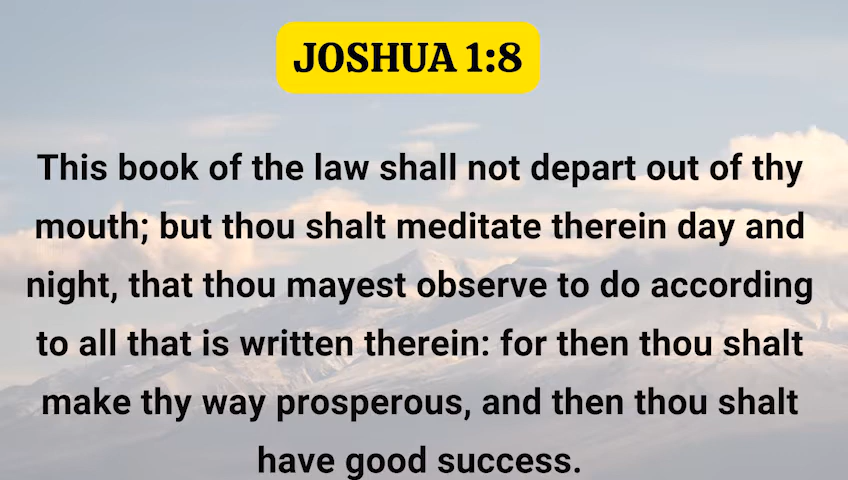 JOSHUA 1:8
This book of the law shall not depart out of thy
mouth; but thou shalt meditate therein day and
night, that thou mayest observe to do according
to all that is written therein: for then thou shalt
make thy way prosperous, and then thou shalt
have good success.